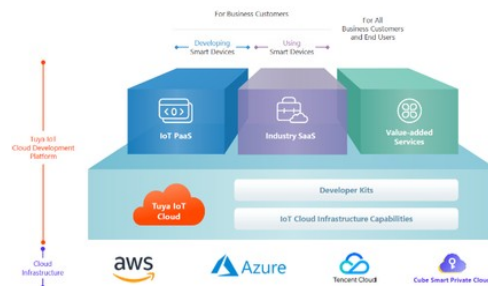 For Business Customers
For All
Business Customers
and End Users
Developing
Smart Devices
Using
Smart Devices
IoT PaaS
Industry SaaS
Value-added
Services
Tuya IoT
Cloud Development
Platform
Developer Kits
Tuya IoT
Cloud
IoT Cloud Infrastructure Capabilities
Cloud
Infrastructure
aws
Azure
Tencent Cloud
Cube Smart Private Cloud